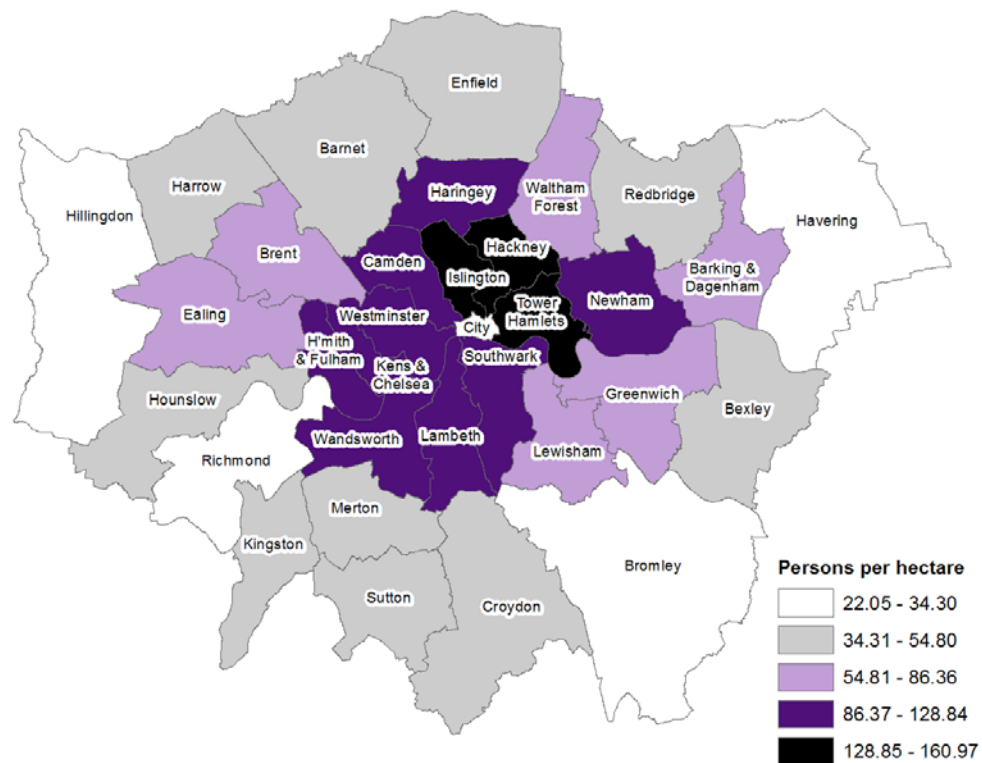 Enfield
Barnet
Harrow
Haringey
Waltham
Forest
Redbridge
Hillingdon
Havering
Hackney
Brent
Camden
Islington
Barking &
Dagenham
Ealing
Westminster
Tower
Hamlets
Newham
City
H'mith
& Fulham
Kens &
Chelsea
Southwark
Hounslow
Greenwich
Bexley
Wandsworth
Lambeth
Lewisham
Richmond
Merton
Kingston
Bromley
Sutton
Croydon
Persons per hectare
22.05 - 34.30
34.31 - 54.80
54.81 - 86.36
86.37 - 128.84
128.85 - 160.97